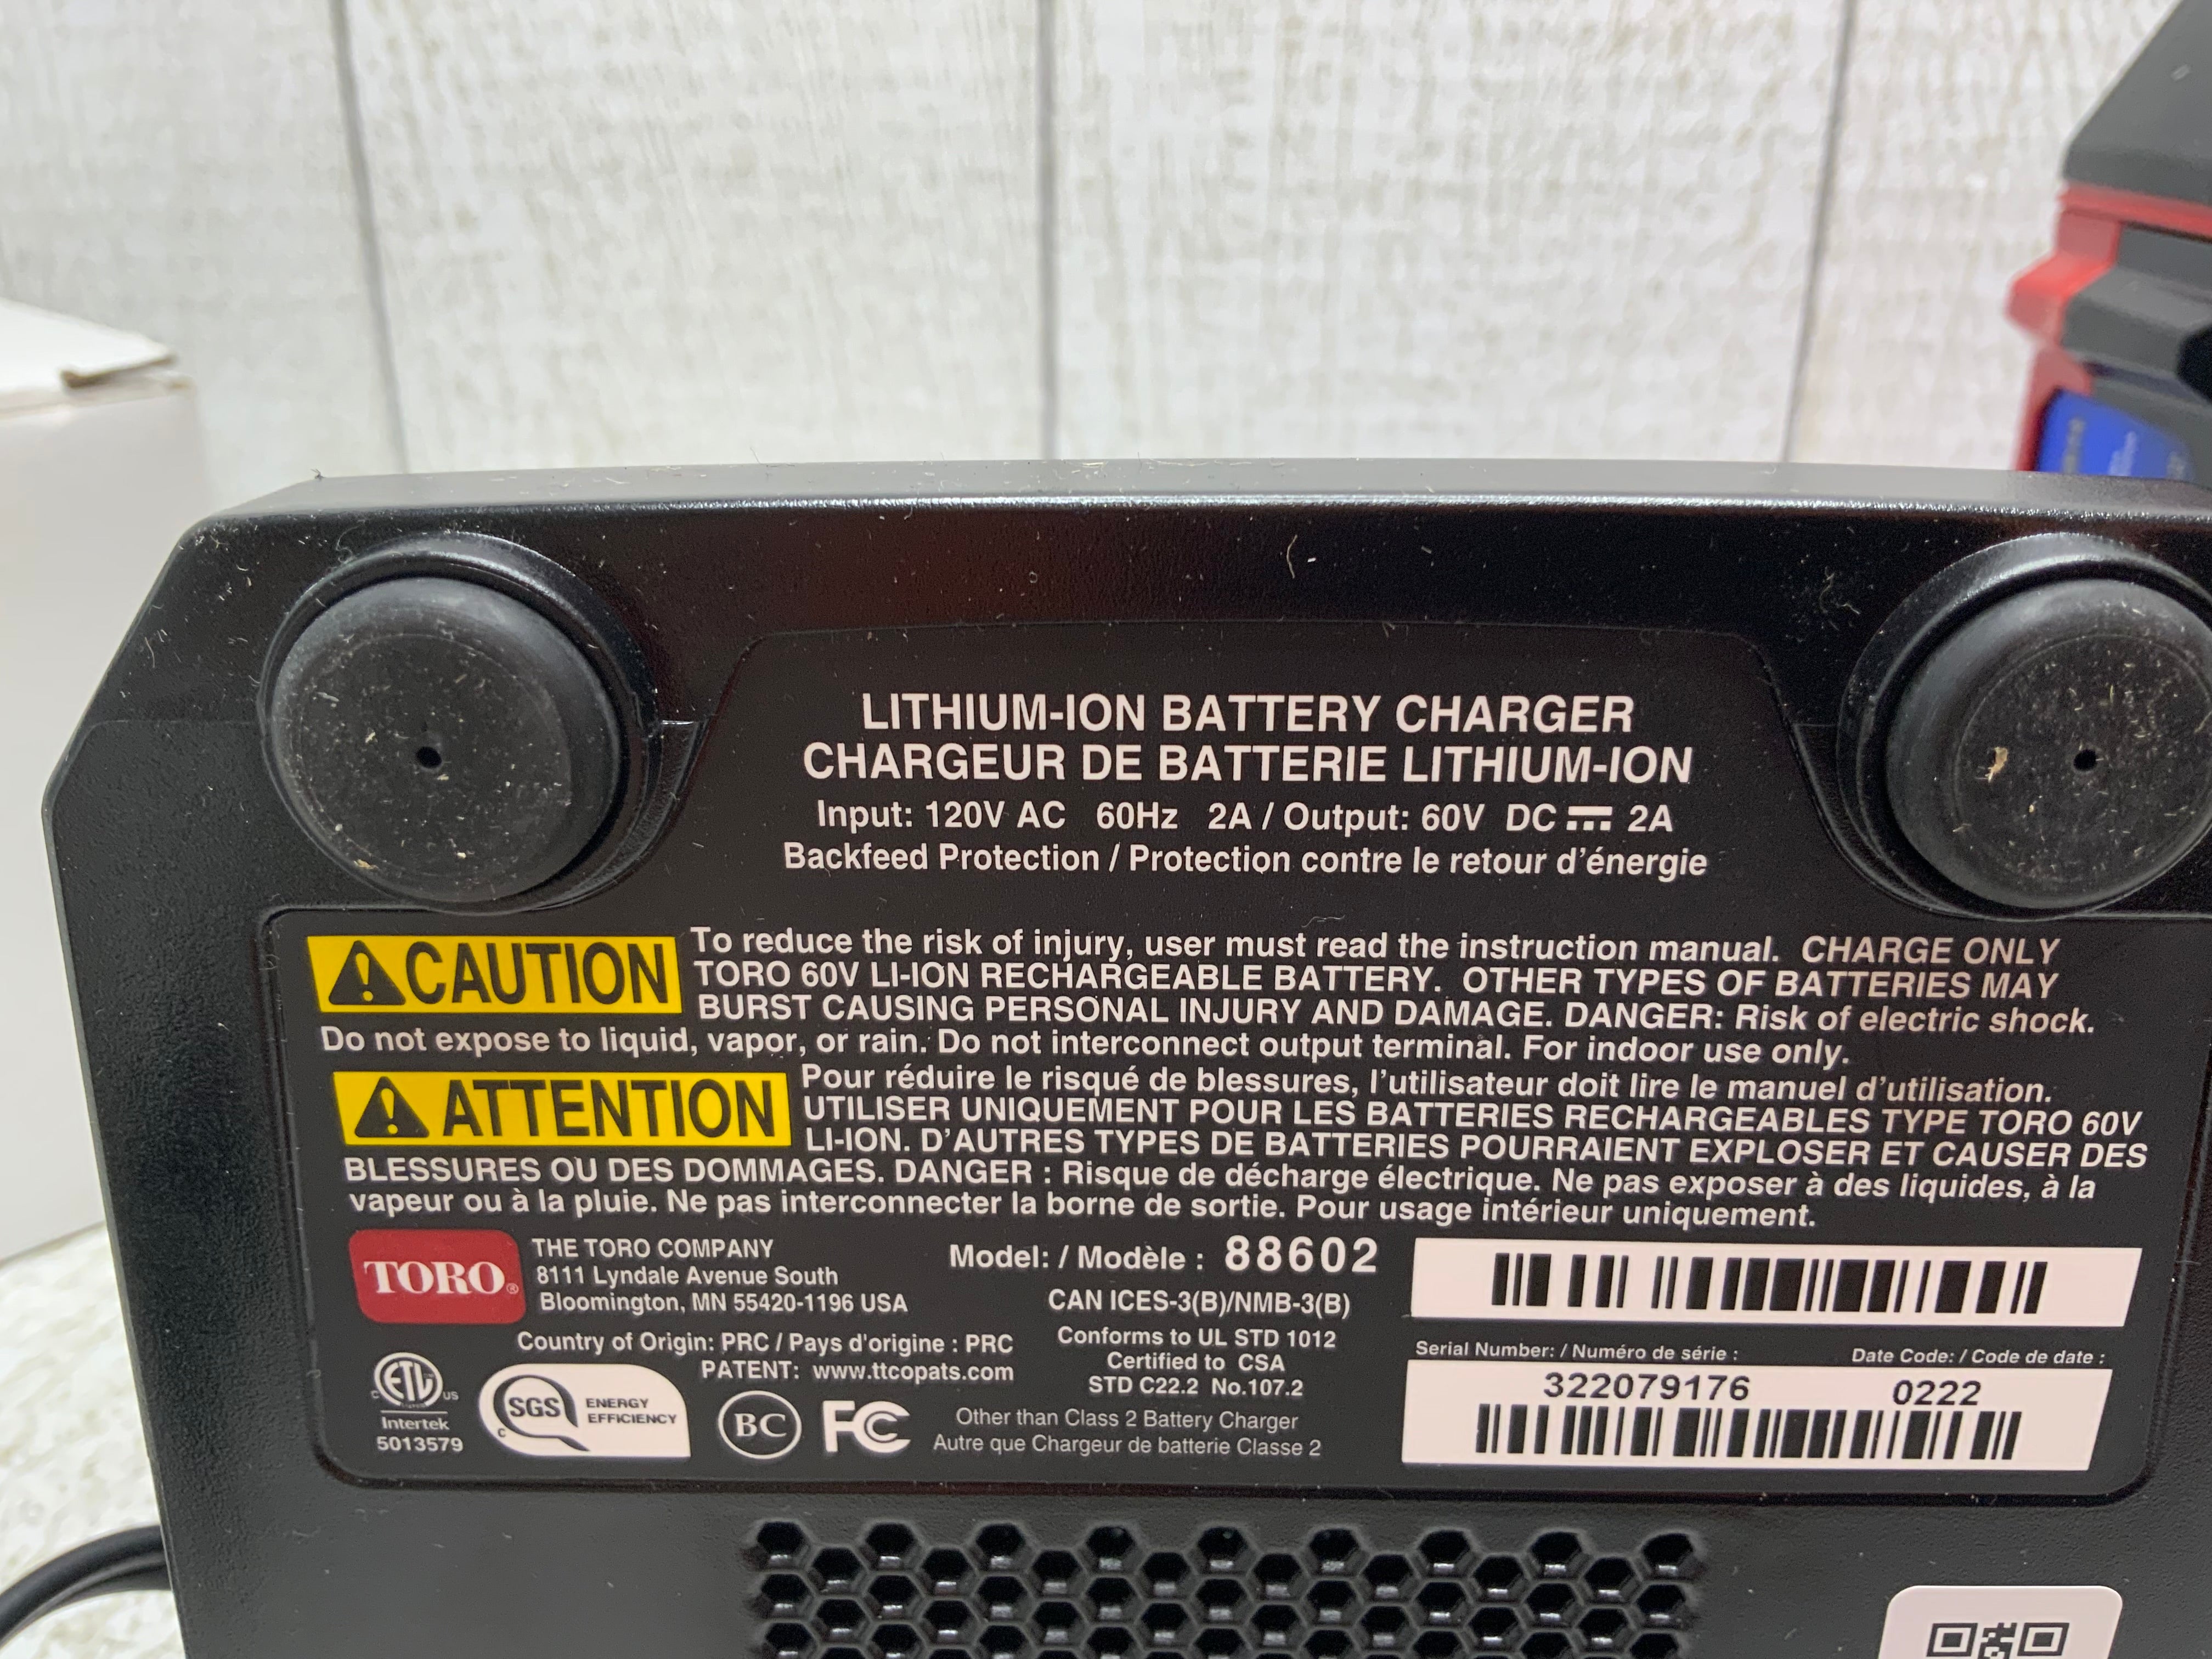 LITHIUM-ION BATTERY CHARGER
CHARGEUR DE BATTERIE LITHIUM-ION
Input: 120V AC 60Hz 2A / Output: 60V DC 2A
Backfeed Protection / Protection contre le retour d'énergie
CAUTION To reduce the risk of injury, user must read the instruction manual. CHARGE ONLY
TORO 60V LI-ION RECHARGEABLE BATTERY. OTHER TYPES OF BATTERIES MAY
BURST CAUSING PERSONAL INJURY AND DAMAGE. DANGER: Risk of electric shock.
Do not expose to liquid, vapor, or rain. Do not interconnect output terminal. For indoor use only.
ATTENTION Pour réduire le risqué de blessures, l'utilisateur doit lire le manuel d'utilisation.
UTILISER UNIQUEMENT POUR LES BATTERIES RECHARGEABLES TYPE TORO 60V
LI-ION. D'AUTRES TYPES DE BATTERIES POURRAIENT EXPLOSER ET CAUSER DES
BLESSURES OU DES DOMMAGES. DANGER : Risque de décharge électrique. Ne pas exposer à des liquides, à la
vapeur ou à la pluie. Ne pas interconnecter la borne de sortie. Pour usage intérieur uniquement.
TORO®
THE TORO COMPANY
8111 Lyndale Avenue South
Bloomington, MN 55420-1196 USA
Country of Origin: PRC / Pays d'origine : PRC
PATENT: www.ttcopats.com
Model: / Modèle : 88602
CAN ICES-3(B)/NMB-3(B)
Conforms to UL STD 1012
Certified to CSA
STD C22.2 No.107.2
Other than Class 2 Battery Charger
Autre que Chargeur de batterie Classe 2
C ETL US
Intertek
5013579
C SGS ENERGY
EFFICIENCY
BC
FC
Serial Number: / Numéro de série : Date Code: / Code de date :
322079176 0222